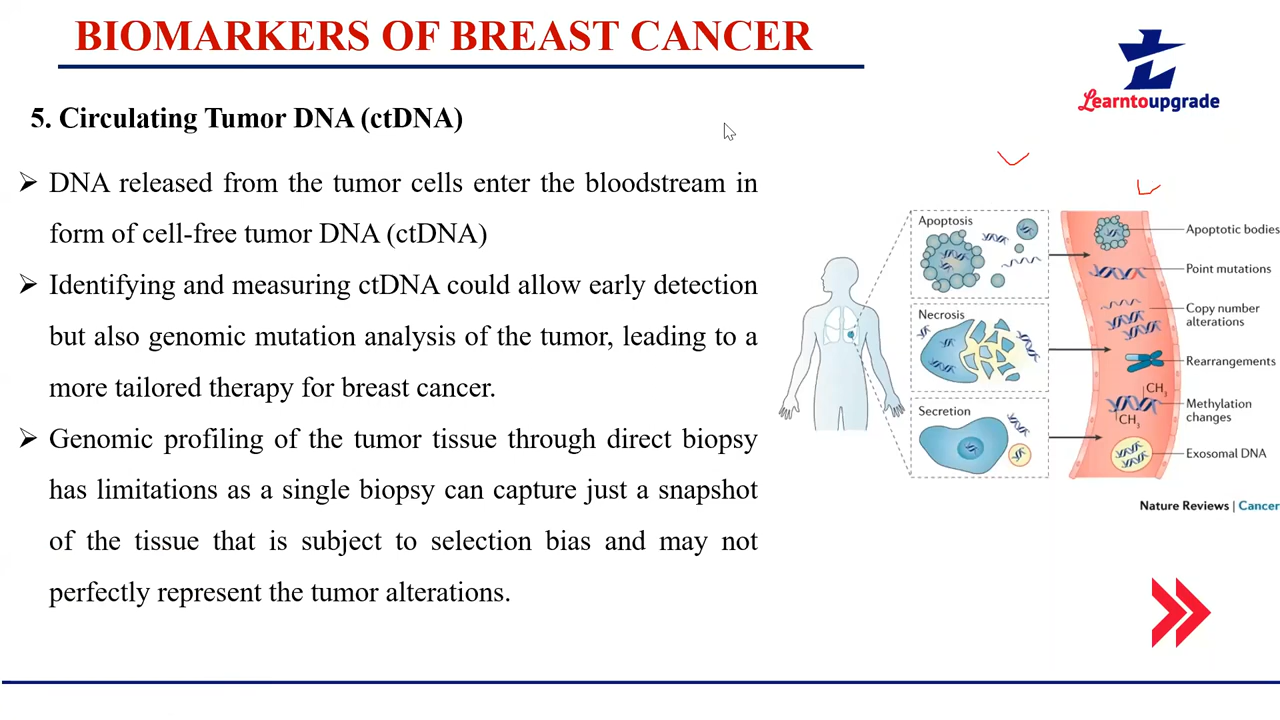 BIOMARKERS OF BREAST CANCER
Learntoupgrade
5. Circulating Tumor DNA (ctDNA)
➢ DNA released from the tumor cells enter the bloodstream in
form of cell-free tumor DNA (ctDNA)
➢ Identifying and measuring ctDNA could allow early detection
but also genomic mutation analysis of the tumor, leading to a
more tailored therapy for breast cancer.
➢ Genomic profiling of the tumor tissue through direct biopsy
has limitations as a single biopsy can capture just a snapshot
of the tissue that is subject to selection bias and may not
perfectly represent the tumor alterations.
Apoptosis
Necrosis
Secretion
Apoptotic bodies
Point mutations
Copy number
alterations
Rearrangements
CH3
Methylation
changes
CH3
Exosomal DNA
Nature Reviews | Cancer